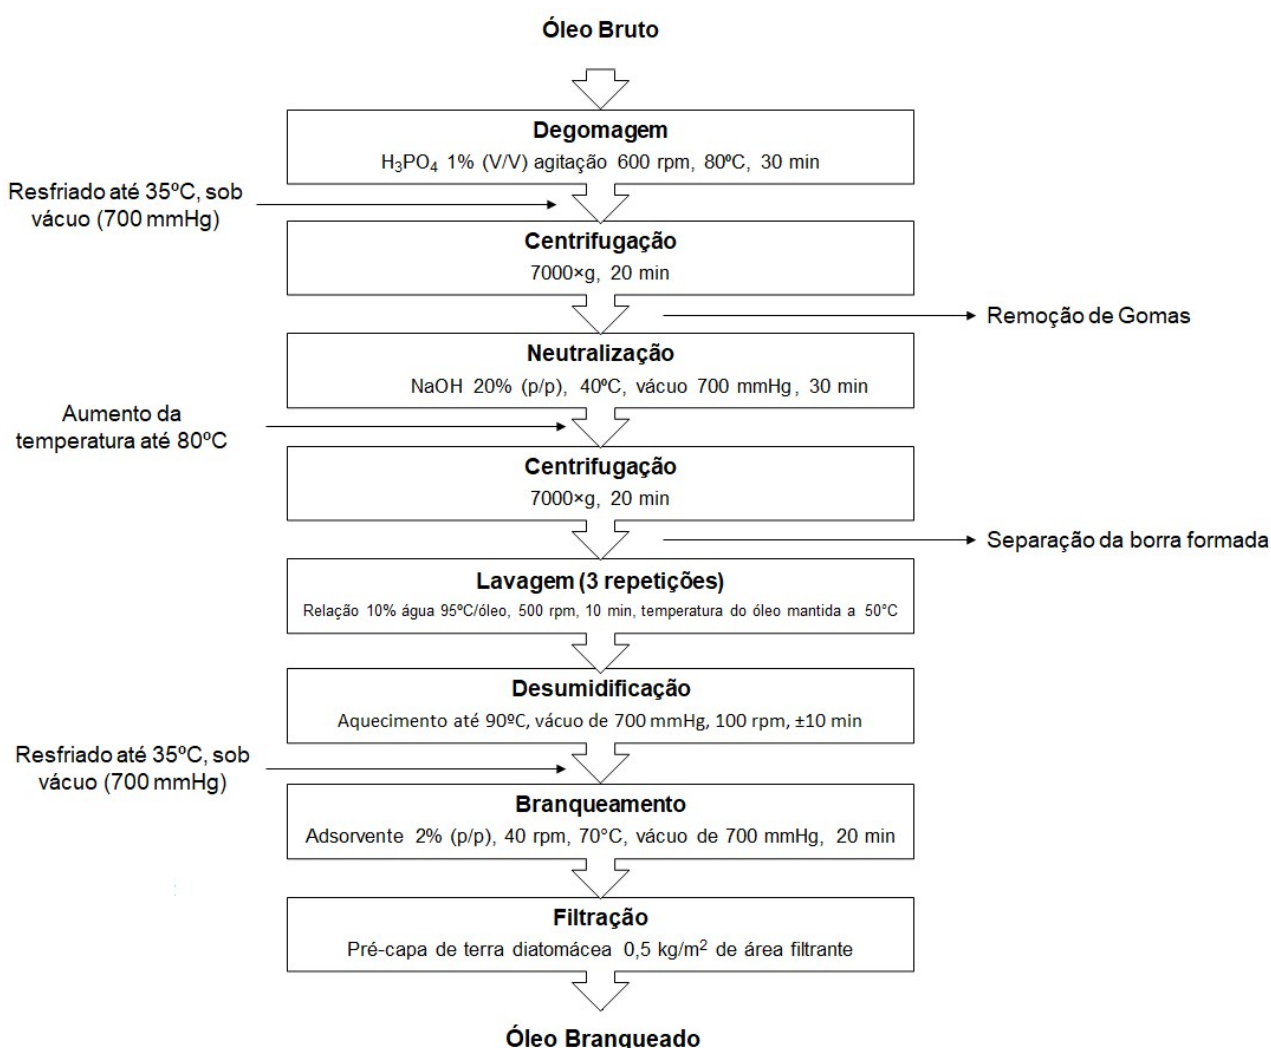 Óleo Bruto
Degomagem
H₃PO₄ 1% (V/V) agitação 600 rpm, 80ºC, 30 min
Resfriado até 35ºC, sob
vácuo (700 mmHg)
Centrifugação
7000×g, 20 min
Remoção de Gomas
Neutralização
NaOH 20% (p/p), 40ºC, vácuo 700 mmHg, 30 min
Aumento da
temperatura até 80ºC
Centrifugação
7000×g, 20 min
Separação da borra formada
Lavagem (3 repetições)
Relação 10% água 95ºC/óleo, 500 rpm, 10 min, temperatura do óleo mantida a 50°C
Desumidificação
Aquecimento até 90ºC, vácuo de 700 mmHg, 100 rpm, ±10 min
Resfriado até 35ºC, sob
vácuo (700 mmHg)
Branqueamento
Adsorvente 2% (p/p), 40 rpm, 70°C, vácuo de 700 mmHg, 20 min
Filtração
Pré-capa de terra diatomácea 0,5 kg/m² de área filtrante
Óleo Branqueado